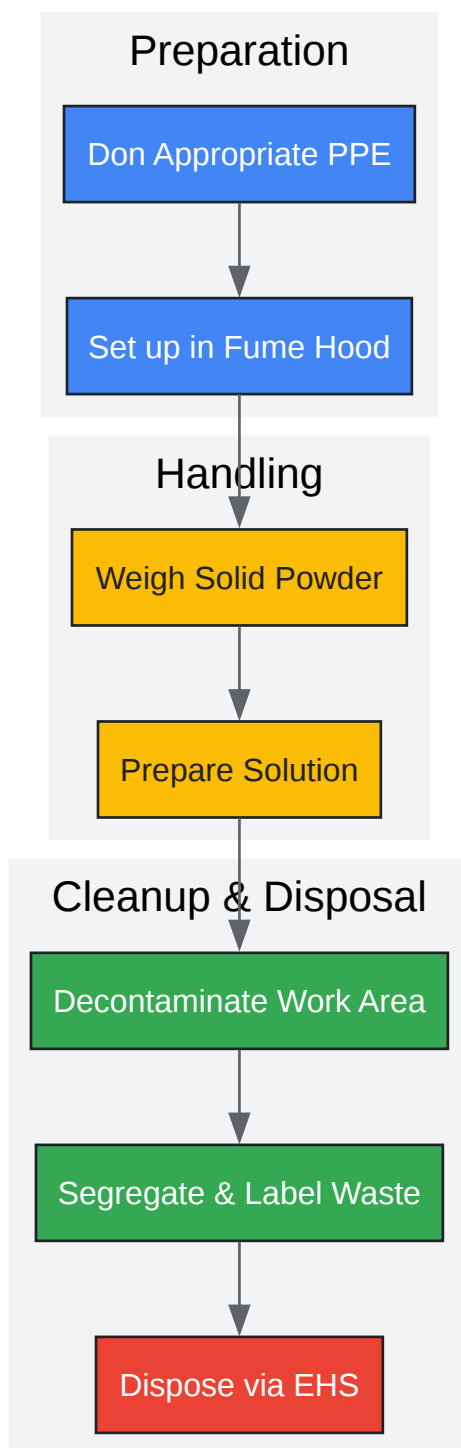 Preparation
Don Appropriate PPE
Set up in Fume Hood
Handling
Weigh Solid Powder
Prepare Solution
Cleanup & Disposal
Decontaminate Work Area
Segregate & Label Waste
Dispose via EHS